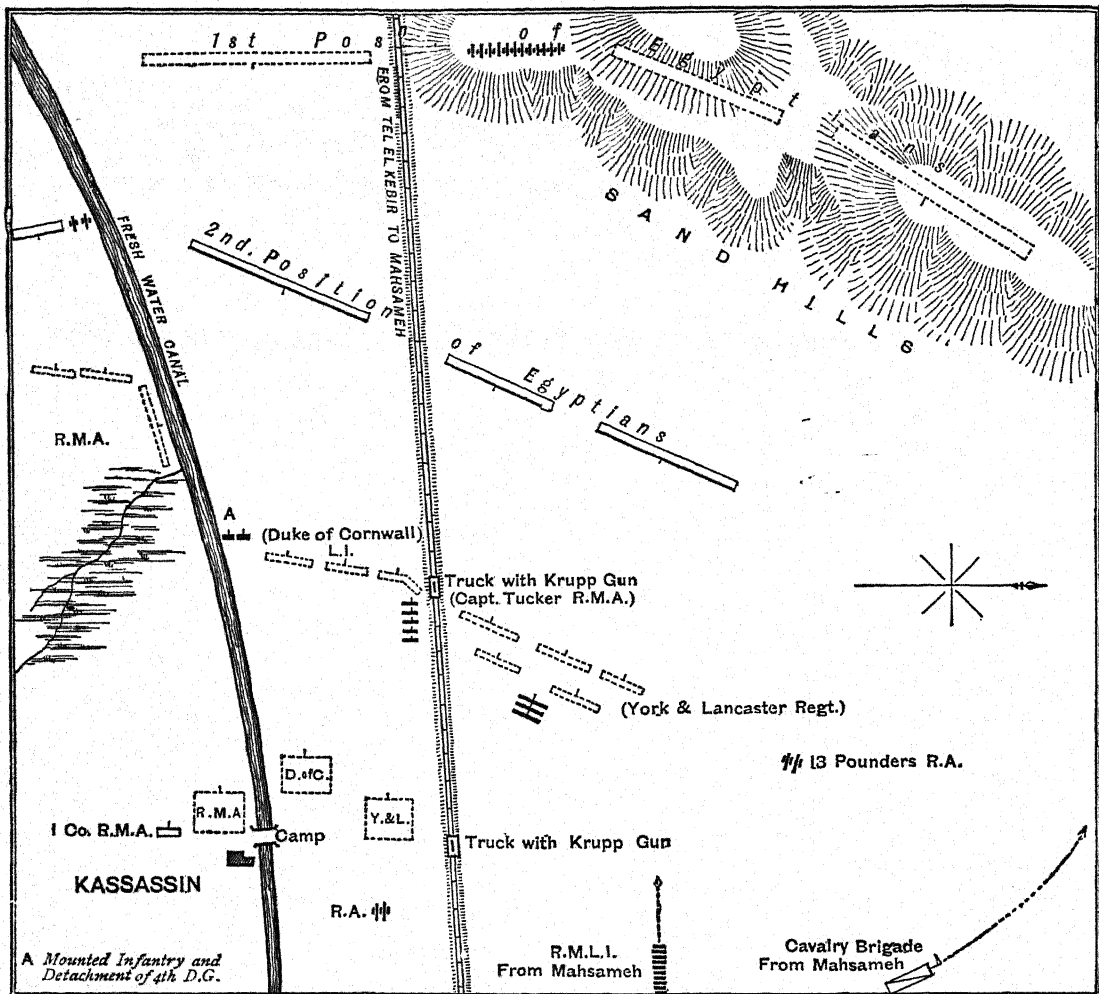 1st Posn of Egyptians
FROM TEL EL KEBIR TO MAHSAMEH
SAND HILLS
FRESH WATER CANAL
2nd. Position of Egyptians
R.M.A.
A
(Duke of Cornwall)
L.I.
Truck with Krupp Gun
(Capt. Tucker R.M.A.)
(York & Lancaster Regt.)
13 Pounders R.A.
D. of C.
R.M.A
Y.&L.
1 Co. R.M.A.
Camp
Truck with Krupp Gun
KASSASSIN
R.A.
R.M.L.I.
From Mahsameh
Cavalry Brigade
From Mahsameh
A Mounted Infantry and
Detachment of 4th D.G.